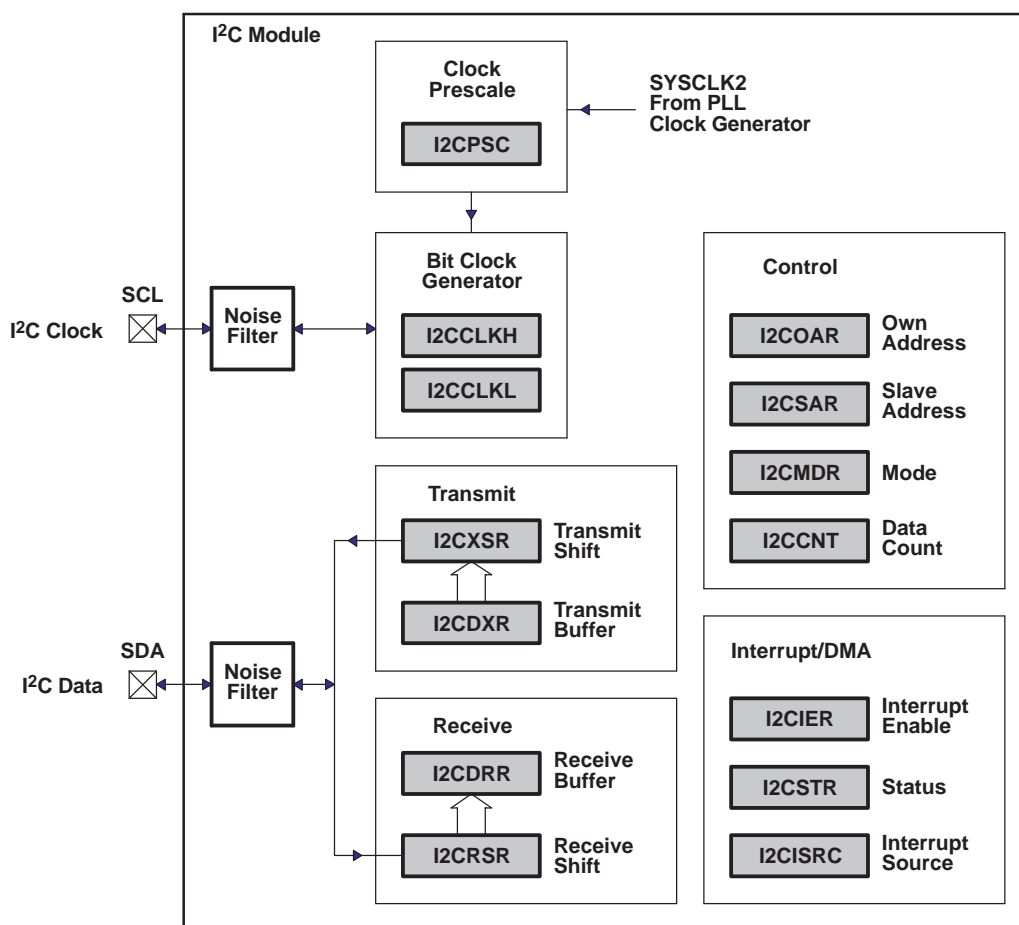 I²C Module
Clock
Prescale
I2CPSC
SYSCLK2
From PLL
Clock Generator
Bit Clock
Generator
I2CCLKH
I2CCLKL
SCL
I²C Clock
Noise
Filter
Control
I2COAR
Own
Address
I2CSAR
Slave
Address
I2CMDR
Mode
I2CCNT
Data
Count
Transmit
I2CXSR
Transmit
Shift
I2CDXR
Transmit
Buffer
SDA
I²C Data
Noise
Filter
Receive
I2CDRR
Receive
Buffer
I2CRSR
Receive
Shift
Interrupt/DMA
I2CIER
Interrupt
Enable
I2CSTR
Status
I2CISRC
Interrupt
Source